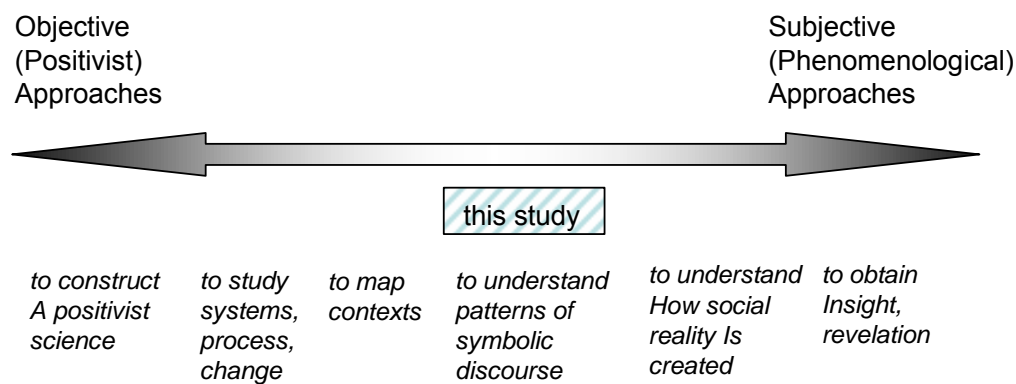 Objective
(Positivist)
Approaches
Subjective
(Phenomenological)
Approaches
this study
to construct
A positivist
science
to study
systems,
process,
change
to map
contexts
to understand
patterns of
symbolic
discourse
to understand
How social
reality Is
created
to obtain
Insight,
revelation